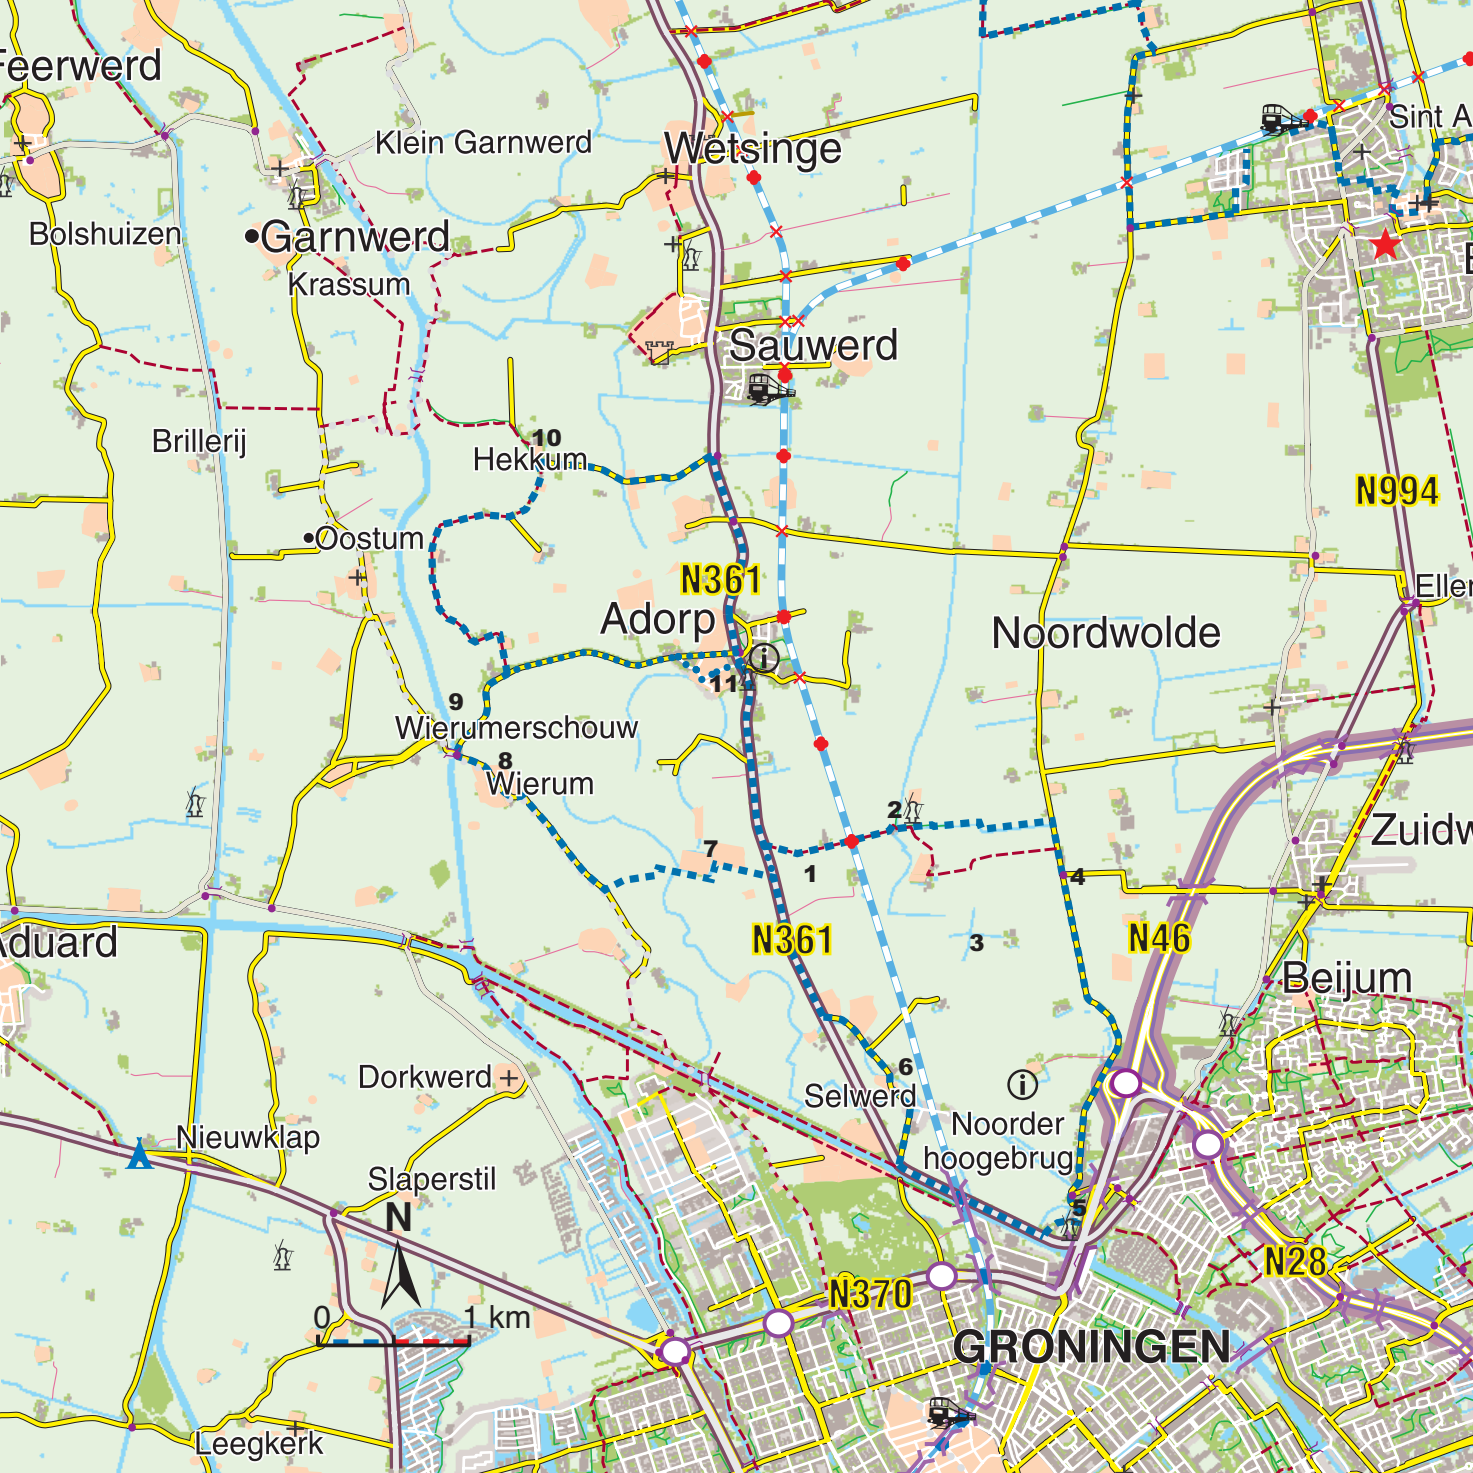 Feerwerd
Klein Garnwerd
Wetsinge
Sint A
Bolshuizen
Garnwerd
Krassum
Sauwerd
Brillerij
10
Hekkum
N994
Oostum
N361
Adorp
Noordwolde
Eller
11
9
Wierumerschouw
8
Wierum
2
Zuidw
7
1
4
N361
3
N46
Aduard
Beijum
Dorkwerd
6
Selwerd
Noorder
hoogebrug
Nieuwklap
Slaperstil
5
N
N28
N370
0 1 km
GRONINGEN
Leegkerk